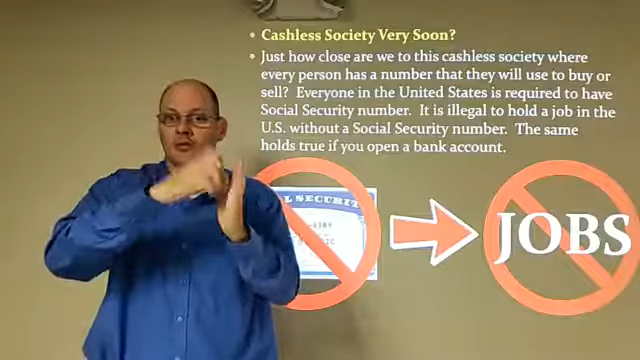 • Cashless Society Very Soon?
• Just how close are we to this cashless society where
every person has a number that they will use to buy or
sell?  Everyone in the United States is required to have
Social Security number.  It is illegal to hold a job in the
U.S. without a Social Security number.  The same
holds true if you open a bank account.
L SECURIT
JOBS